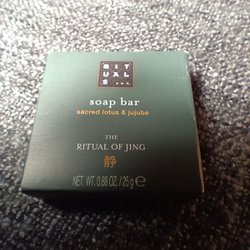 RIT
UAL
S...
soap bar
sacred lotus & jujube
THE
RITUAL OF JING
静
NET. WT. 0.88 OZ. / 25 g ℮